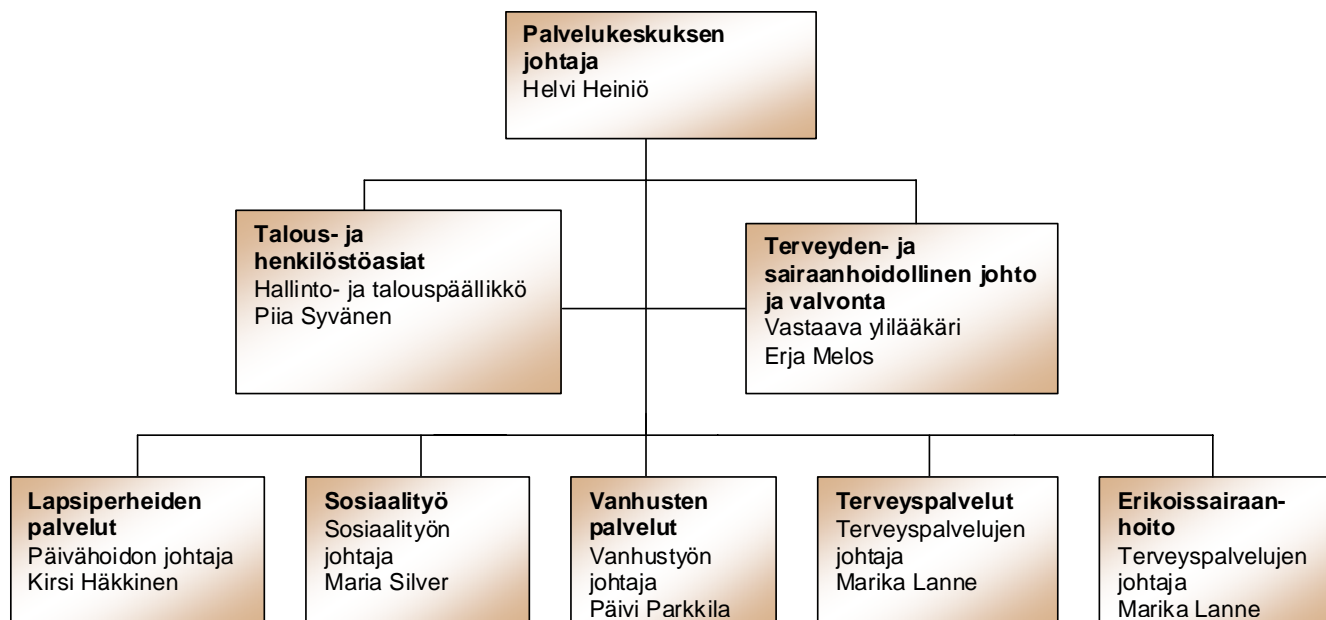 Palvelukeskuksen
johtaja
Helvi Heiniö
Talous- ja
henkilöstöasiat
Hallinto- ja talouspäällikkö
Piia Syvänen
Terveyden- ja
sairaanhoidollinen johto
ja valvonta
Vastaava ylilääkäri
Erja Melos
Lapsiperheiden
palvelut
Päivähoidon johtaja
Kirsi Häkkinen
Sosiaalityö
Sosiaalityön
johtaja
Maria Silver
Vanhusten
palvelut
Vanhustyön
johtaja
Päivi Parkkila
Terveyspalvelut
Terveyspalvelujen
johtaja
Marika Lanne
Erikoissairaan-
hoito
Terveyspalvelujen
johtaja
Marika Lanne